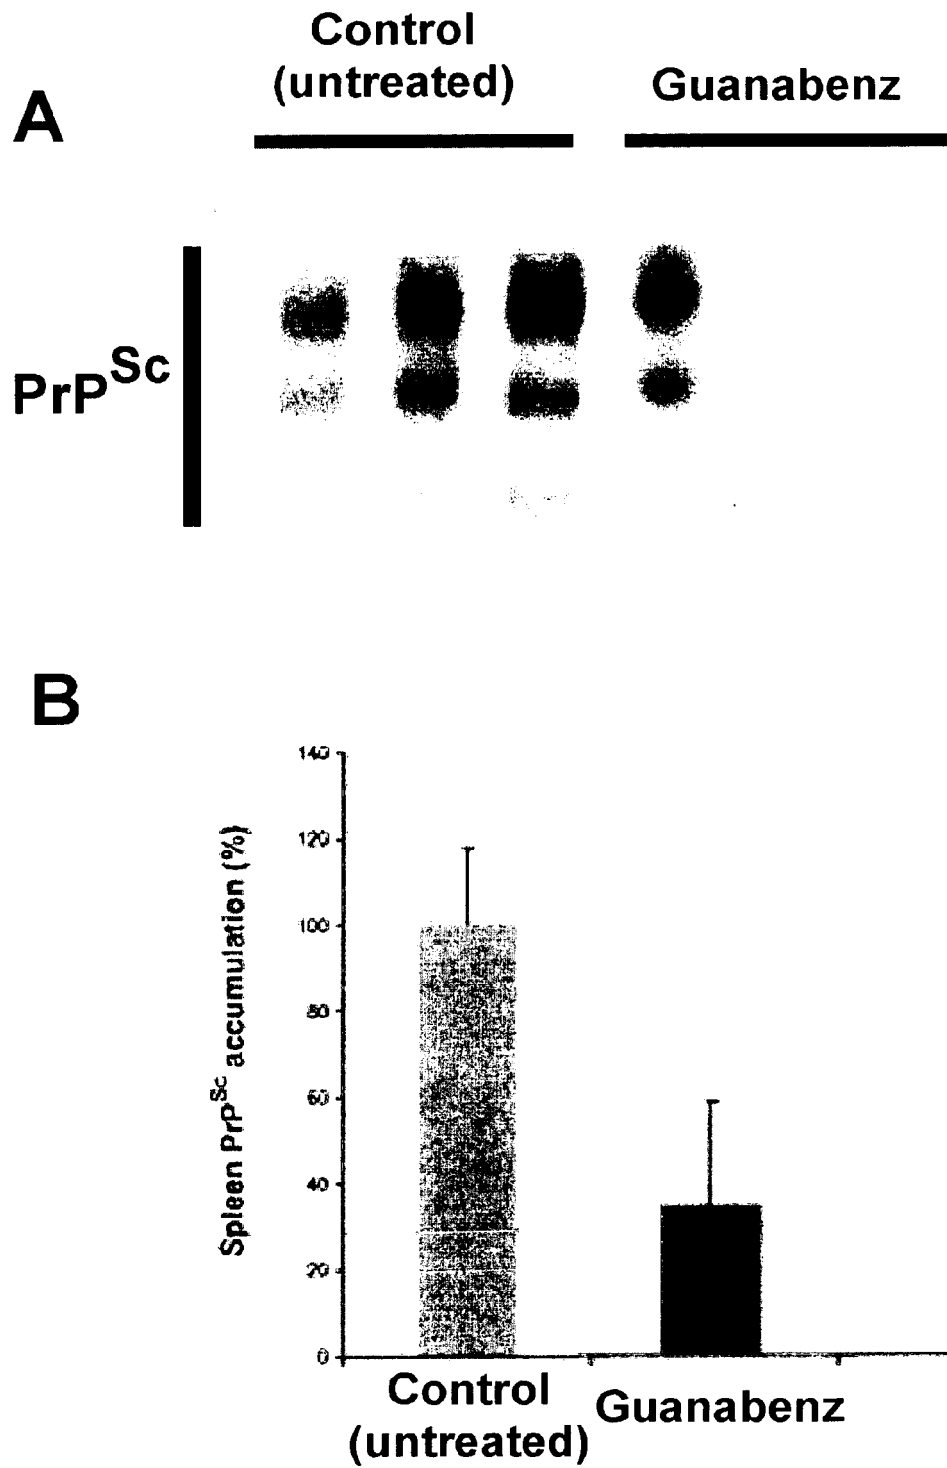 Control
(untreated)
Guanabenz
A
PrPSc
B
140
120
100
80
60
40
20
0
Spleen PrPSc accumulation (%)
Control
(untreated)
Guanabenz